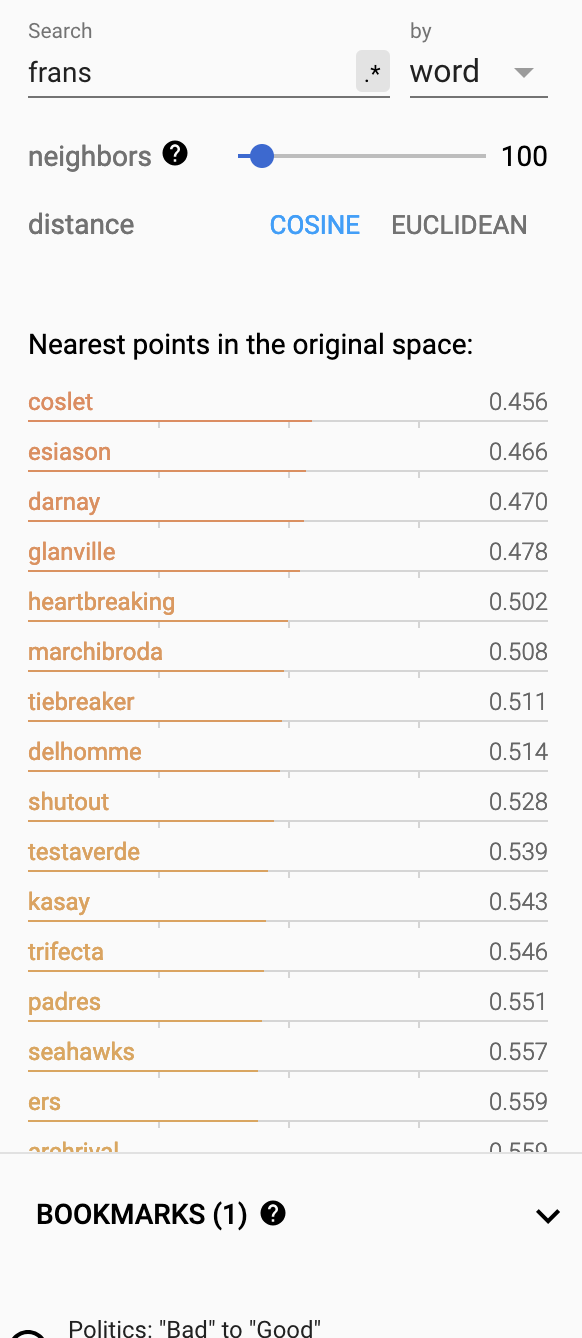 Search by
frans .* word
neighbors ? 100
distance COSINE EUCLIDEAN
Nearest points in the original space:
coslet 0.456
esiason 0.466
darnay 0.470
glanville 0.478
heartbreaking 0.502
marchibroda 0.508
tiebreaker 0.511
delhomme 0.514
shutout 0.528
testaverde 0.539
kasay 0.543
trifecta 0.546
padres 0.551
seahawks 0.557
ers 0.559
archrival 0.559
BOOKMARKS (1) ?
Politics: "Bad" to "Good"